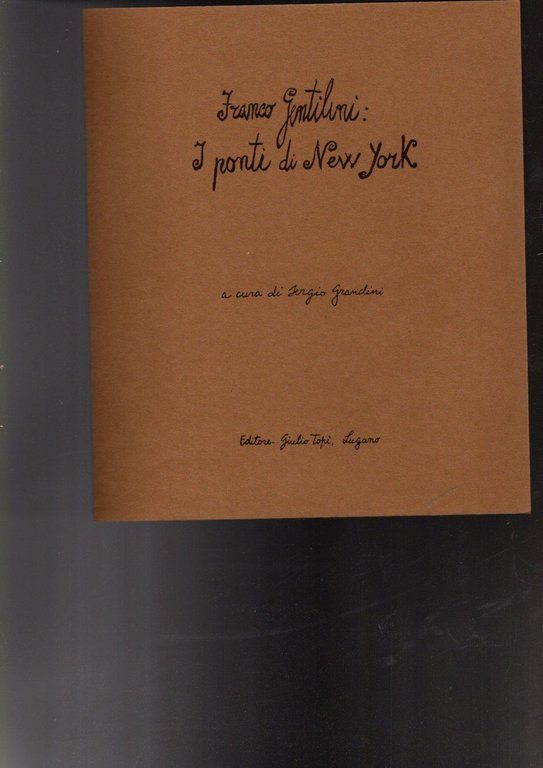 Franco Gentilini:
I ponti di New York
a cura di Sergio Grandini
Editore Giulio Topi, Lugano